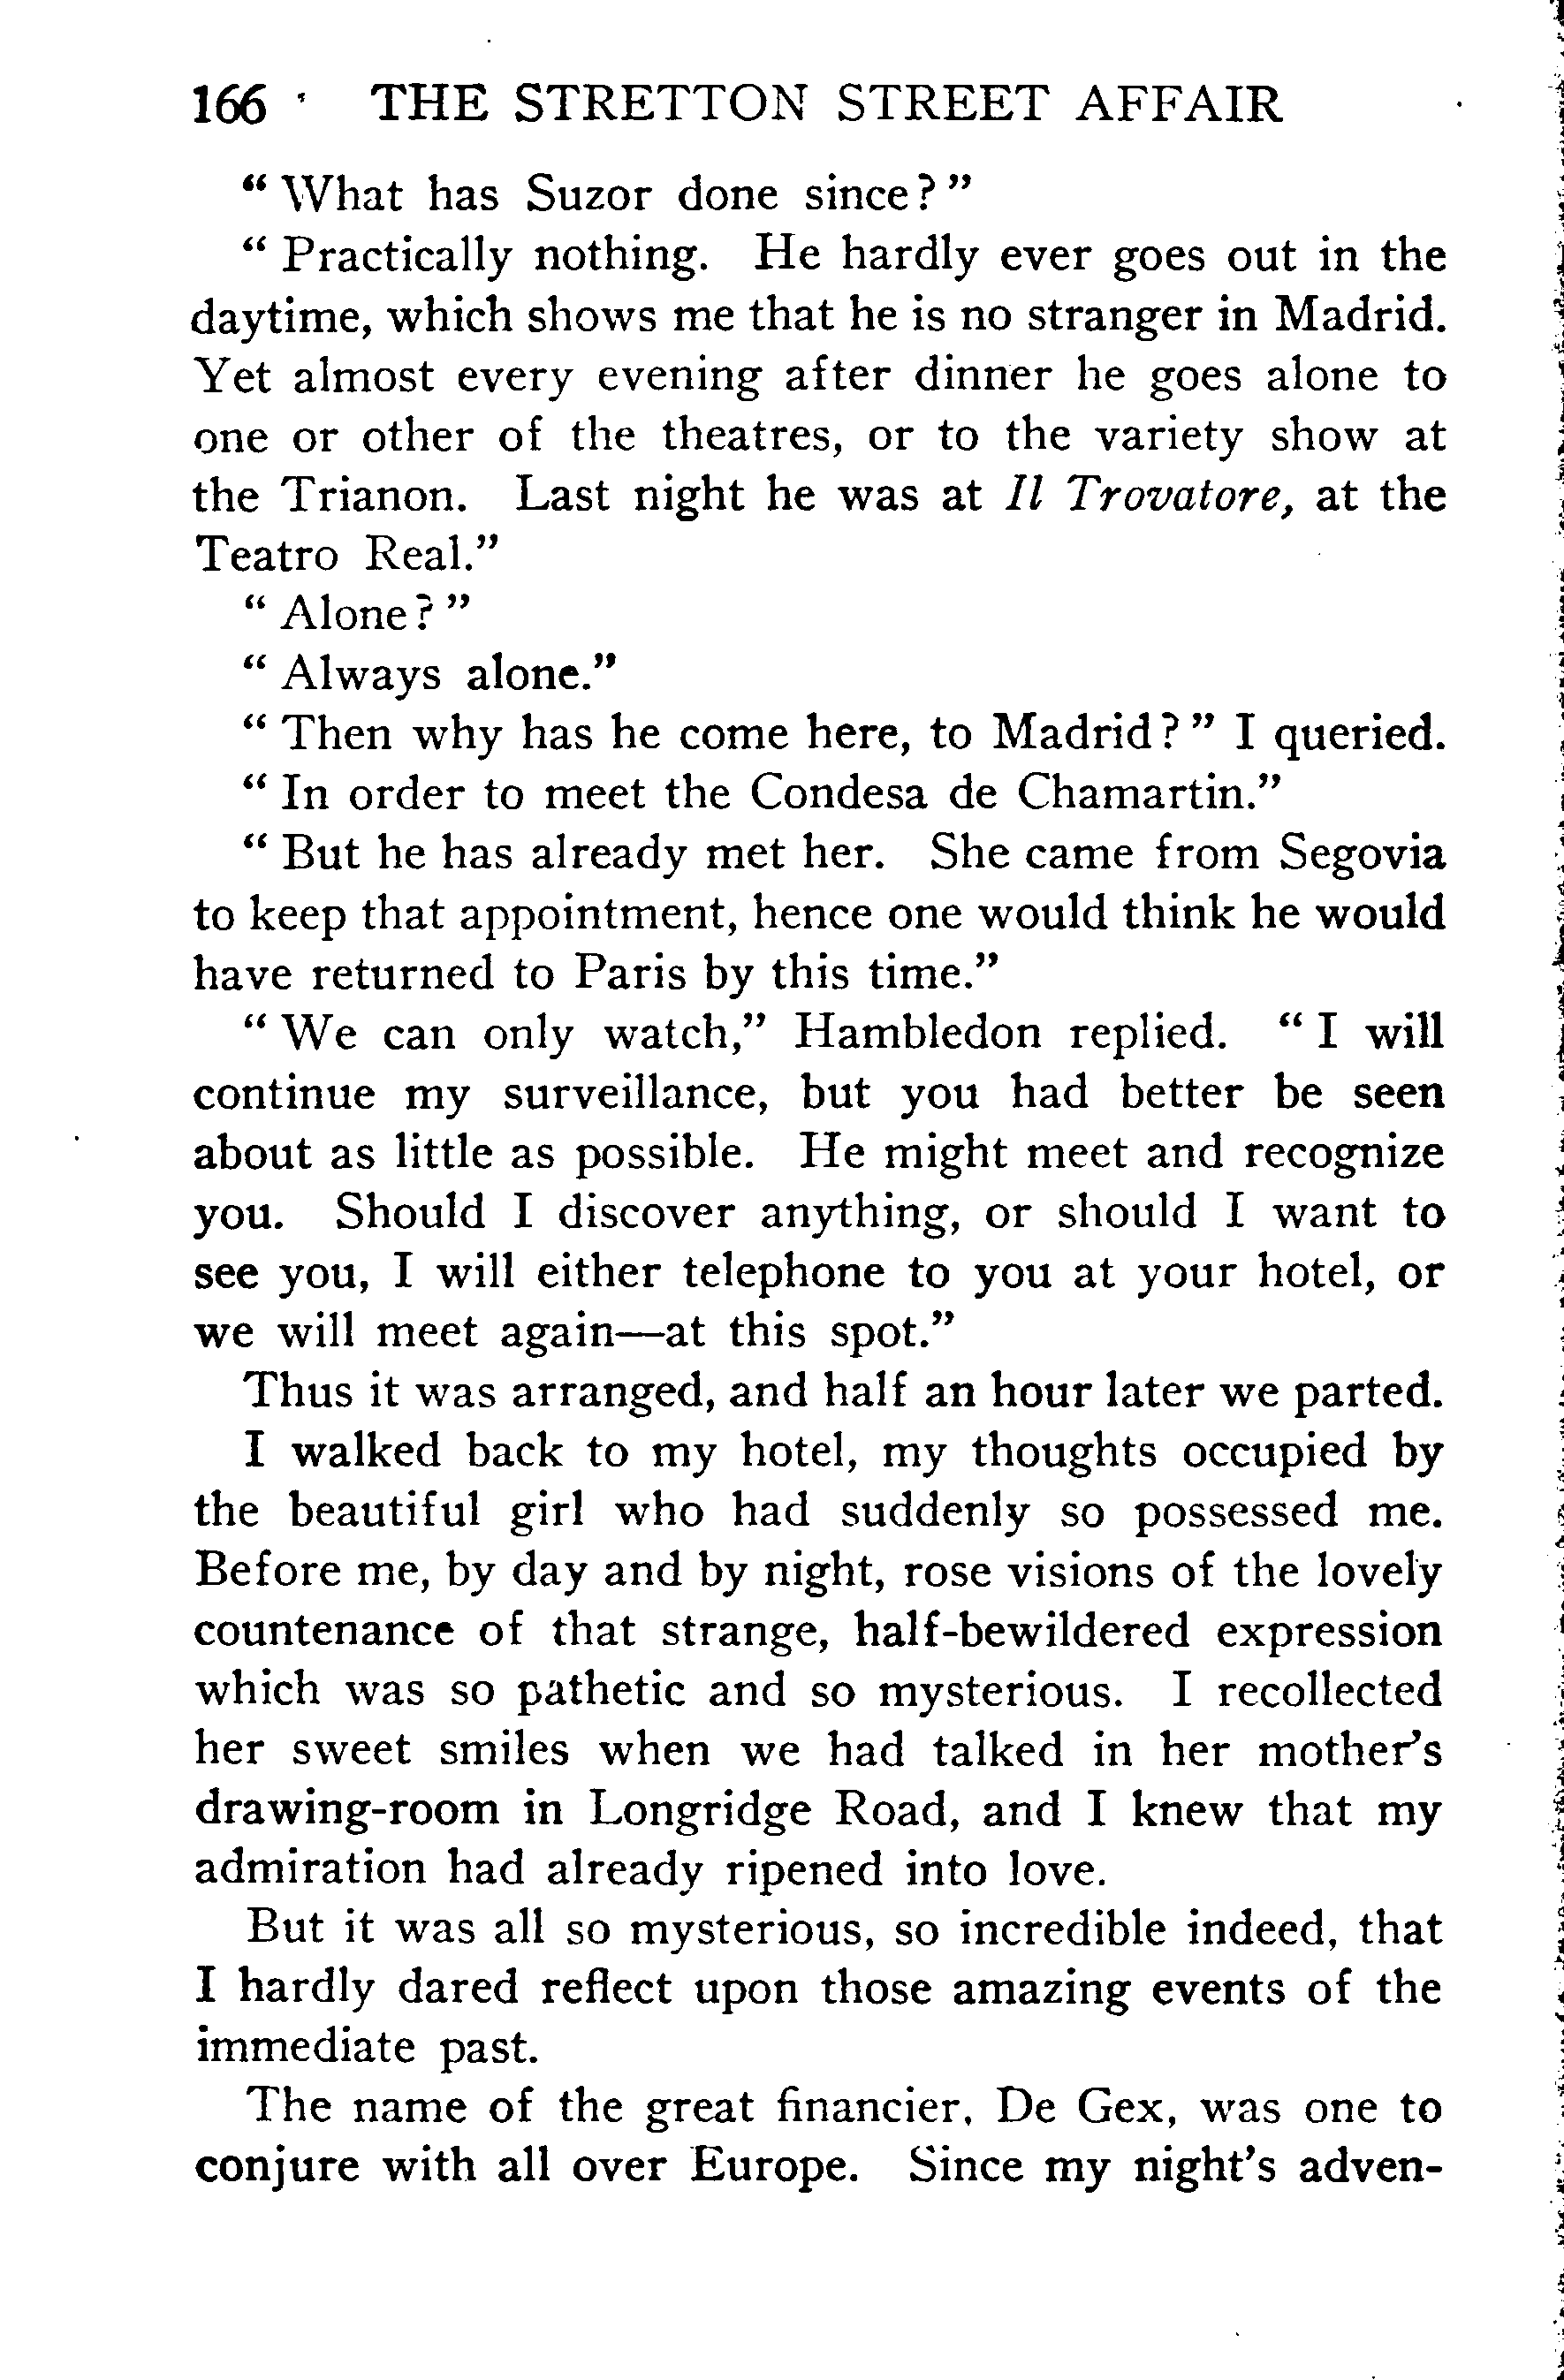 166 THE STRETTON STREET AFFAIR
“ What has Suzor done since? ”
“ Practically nothing. He hardly ever goes out in the
daytime, which shows me that he is no stranger in Madrid.
Yet almost every evening after dinner he goes alone to
one or other of the theatres, or to the variety show at
the Trianon. Last night he was at Il Trovatore, at the
Teatro Real.”
“ Alone? ”
“ Always alone.”
“ Then why has he come here, to Madrid? ” I queried.
“ In order to meet the Condesa de Chamartin.”
“ But he has already met her. She came from Segovia
to keep that appointment, hence one would think he would
have returned to Paris by this time.”
“ We can only watch,” Hambledon replied. “ I will
continue my surveillance, but you had better be seen
about as little as possible. He might meet and recognize
you. Should I discover anything, or should I want to
see you, I will either telephone to you at your hotel, or
we will meet again—at this spot.”
Thus it was arranged, and half an hour later we parted.
I walked back to my hotel, my thoughts occupied by
the beautiful girl who had suddenly so possessed me.
Before me, by day and by night, rose visions of the lovely
countenance of that strange, half-bewildered expression
which was so pathetic and so mysterious. I recollected
her sweet smiles when we had talked in her mother’s
drawing-room in Longridge Road, and I knew that my
admiration had already ripened into love.
But it was all so mysterious, so incredible indeed, that
I hardly dared reflect upon those amazing events of the
immediate past.
The name of the great financier, De Gex, was one to
conjure with all over Europe. Since my night’s adven-